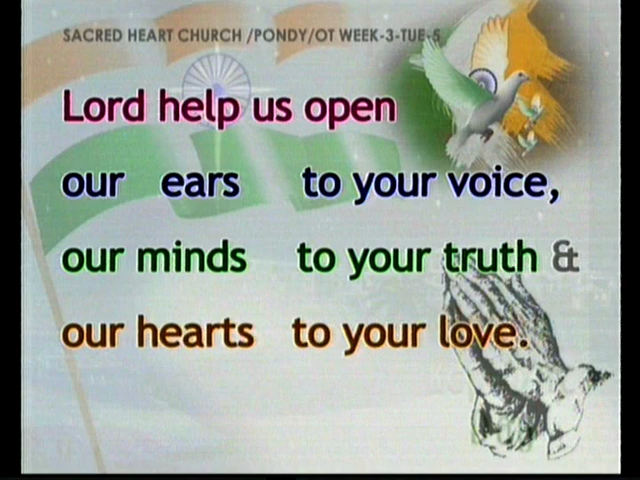 SACRED HEART CHURCH /PONDY/OT WEEK-3-TUE-5
Lord help us open
our ears to your voice,
our minds to your truth &
our hearts to your love.